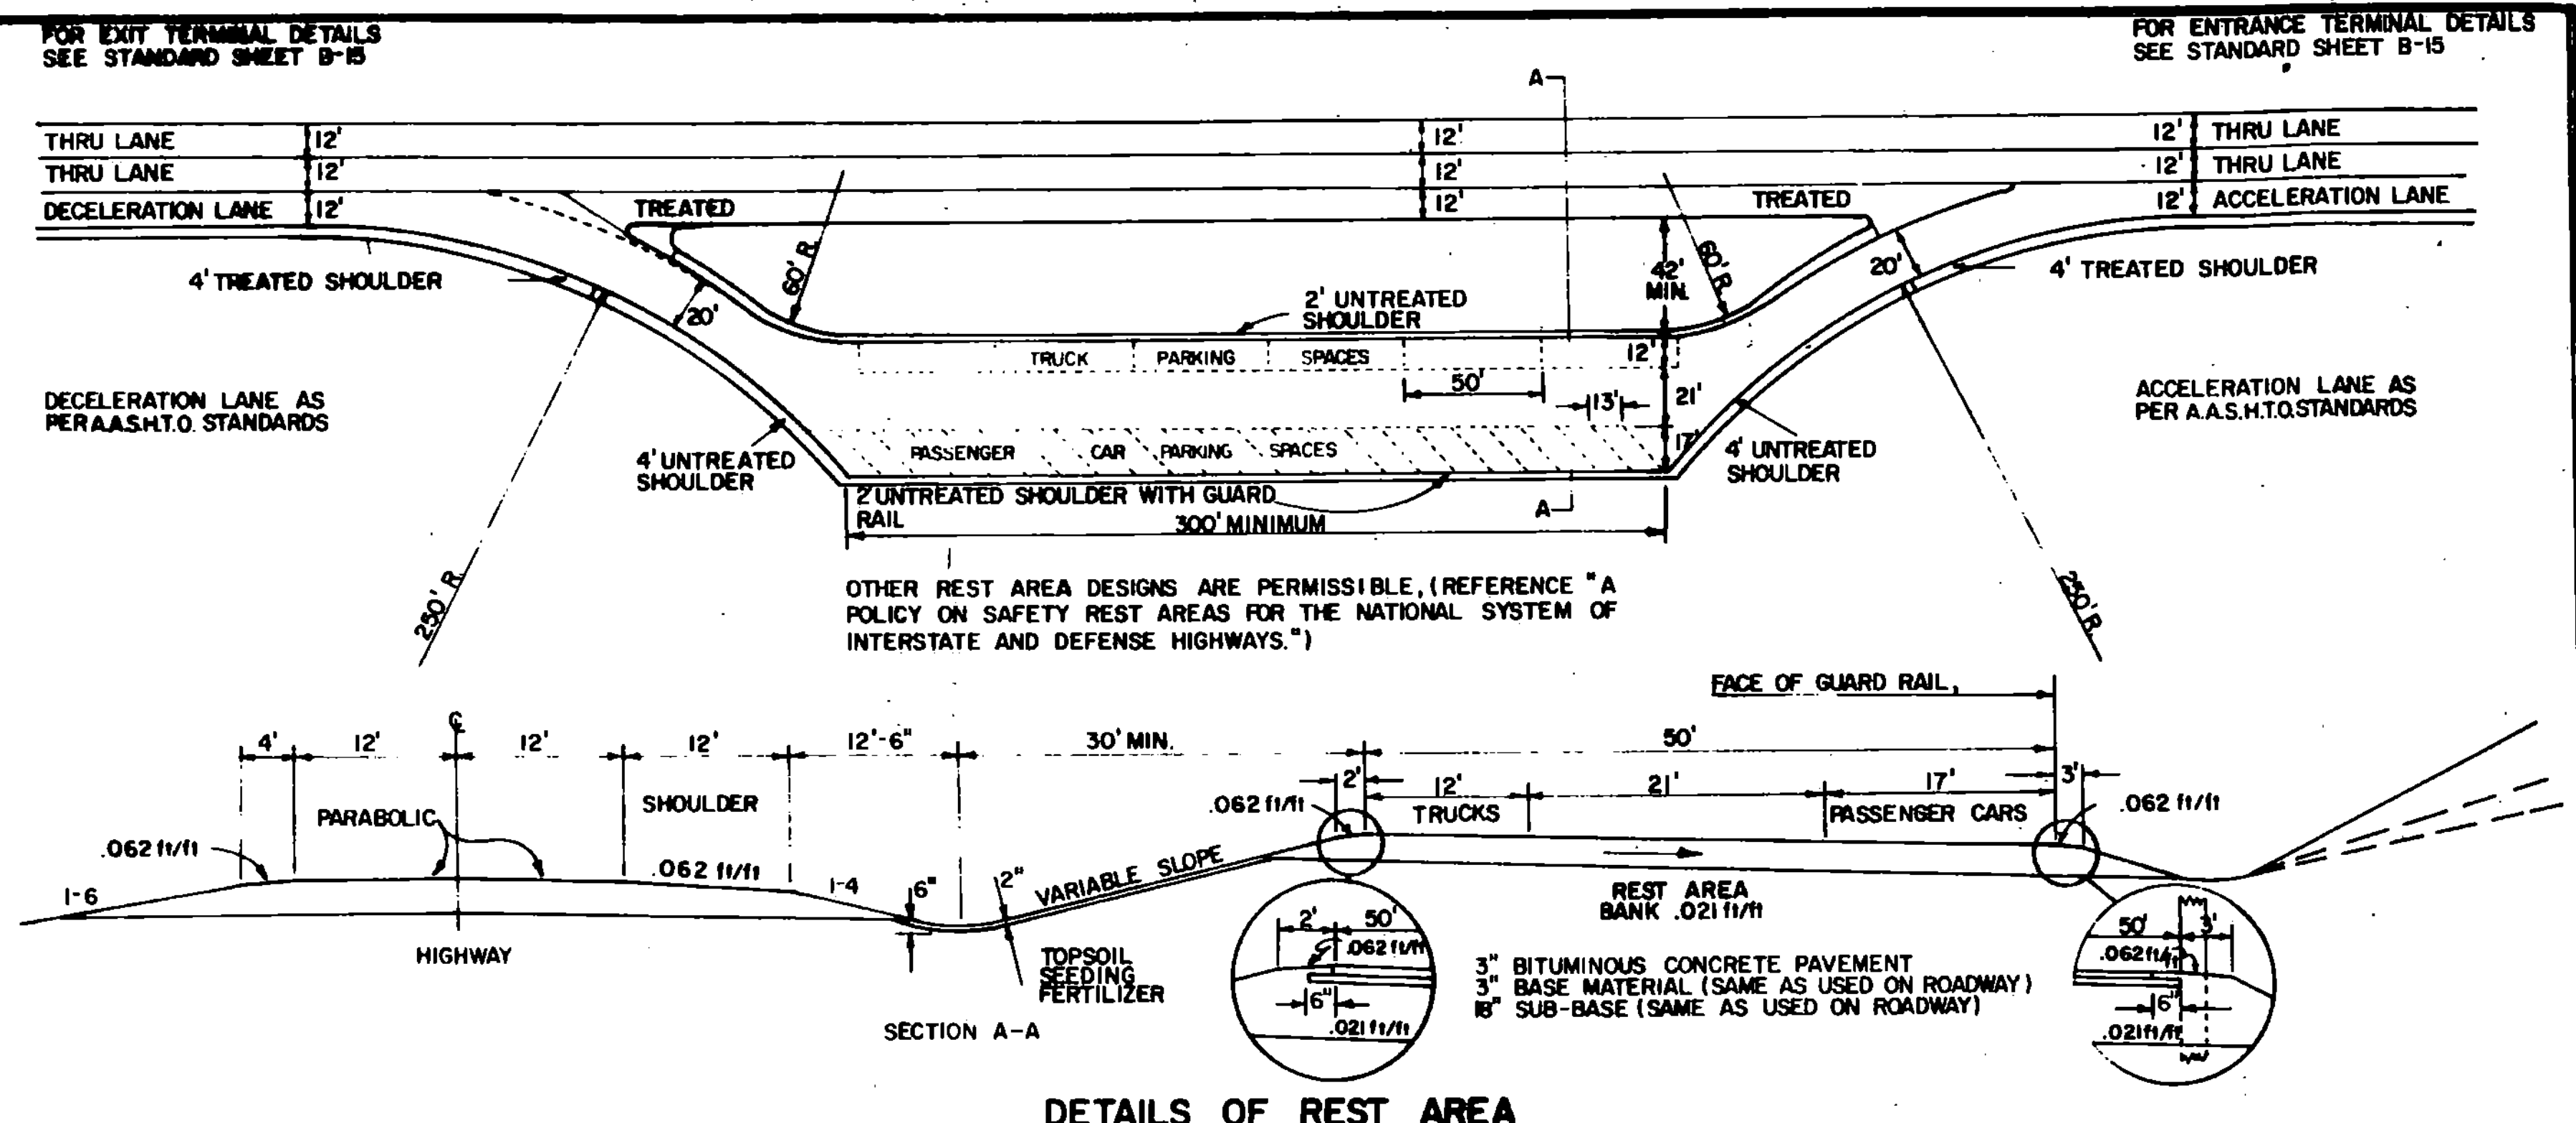 FOR EXIT TERMINAL DETAILS
SEE STANDARD SHEET B-15
FOR ENTRANCE TERMINAL DETAILS
SEE STANDARD SHEET B-15
A
THRU LANE
12'
12'
12'
THRU LANE
THRU LANE
12'
12'
12'
THRU LANE
DECELERATION LANE
12'
12'
12'
ACCELERATION LANE
TREATED
TREATED
60' R.
60' R.
42'
MIN.
4' TREATED SHOULDER
20'
20'
4' TREATED SHOULDER
2' UNTREATED
SHOULDER
TRUCK PARKING SPACES
12'
50'
13'
21'
DECELERATION LANE AS
PER A.A.S.H.T.O. STANDARDS
ACCELERATION LANE AS
PER A.A.S.H.T.O. STANDARDS
4' UNTREATED
SHOULDER
PASSENGER CAR PARKING SPACES
17'
4' UNTREATED
SHOULDER
2' UNTREATED SHOULDER WITH GUARD
RAIL
A
300' MINIMUM
250' R.
250' R.
OTHER REST AREA DESIGNS ARE PERMISSIBLE, (REFERENCE "A
POLICY ON SAFETY REST AREAS FOR THE NATIONAL SYSTEM OF
INTERSTATE AND DEFENSE HIGHWAYS.")
FACE OF GUARD RAIL,
℄
4'
12'
12'
12'
12'-6"
30' MIN.
50'
2'
12'
21'
17'
3'
PARABOLIC
SHOULDER
.062 ft/ft
TRUCKS
PASSENGER CARS
.062 ft/ft
.062 ft/ft
.062 ft/ft
1-6
1-4
6"
2"
VARIABLE SLOPE
REST AREA
BANK .021 ft/ft
HIGHWAY
TOPSOIL
SEEDING
FERTILIZER
2'
50'
.062 ft/ft
6"
.021 ft/ft
3" BITUMINOUS CONCRETE PAVEMENT
3" BASE MATERIAL (SAME AS USED ON ROADWAY)
18" SUB-BASE (SAME AS USED ON ROADWAY)
50'
3'
.062 ft/ft
6"
.021 ft/ft
SECTION A-A
DETAILS OF REST AREA